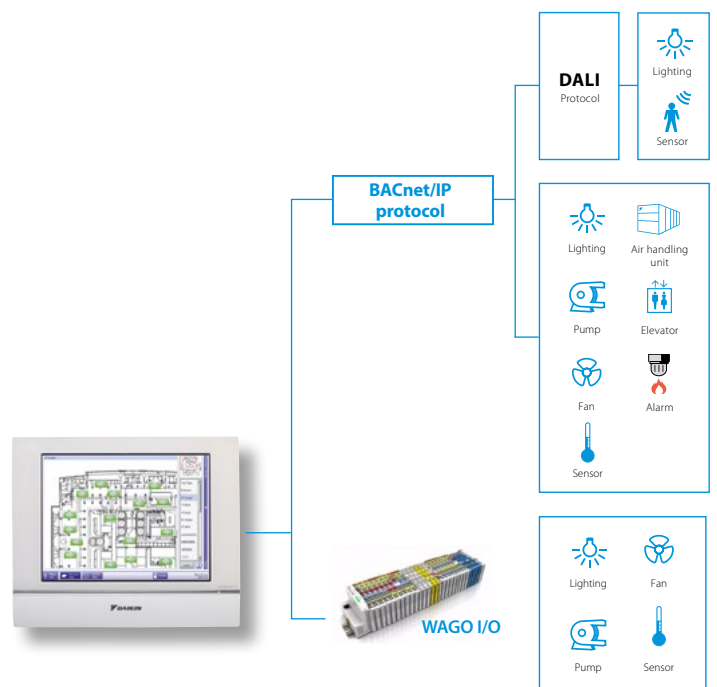 DALI
Protocol
Lighting
Sensor
BACnet/IP
protocol
Lighting
Air handling
unit
Pump
Elevator
Fan
Alarm
Sensor
DAIKIN
WAGO I/O
Lighting
Fan
Pump
Sensor